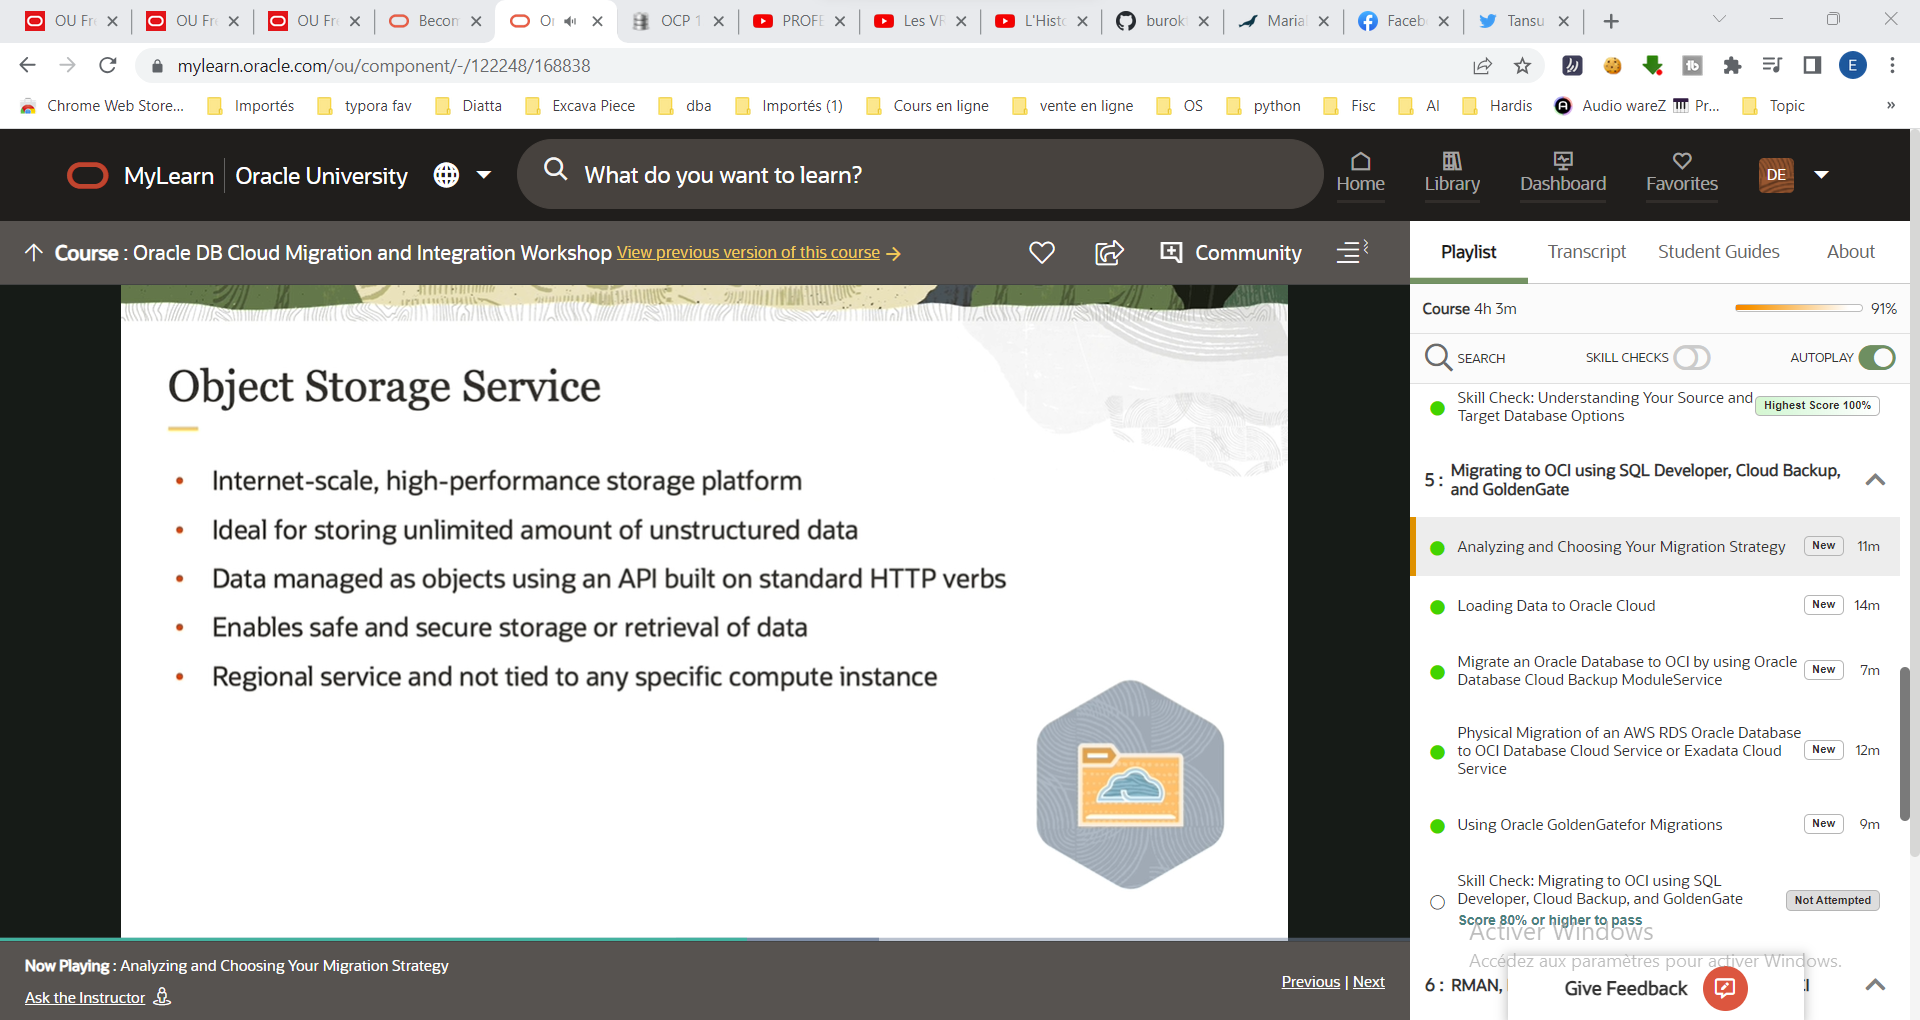 OU Fr
OU Fr
OU Fr
Becom
Or
OCP 1
PROFE
Les VF
L'Histo
burok
Maria
Faceb
Tansu
mylearn.oracle.com/ou/component/-/122248/168838
E
Chrome Web Store...
Importés
typora fav
Diatta
Excava Piece
dba
Importés (1)
Cours en ligne
vente en ligne
OS
python
Fisc
AI
Hardis
Audio wareZ
Pr...
Topic
»
MyLearn
Oracle University
What do you want to learn?
Home
Library
Dashboard
Favorites
DE
Course : Oracle DB Cloud Migration and Integration Workshop View previous version of this course
Community
Playlist
Transcript
Student Guides
About
Object Storage Service
• Internet-scale, high-performance storage platform
• Ideal for storing unlimited amount of unstructured data
• Data managed as objects using an API built on standard HTTP verbs
• Enables safe and secure storage or retrieval of data
• Regional service and not tied to any specific compute instance
Now Playing : Analyzing and Choosing Your Migration Strategy
Ask the Instructor
Previous | Next
Course 4h 3m
91%
SEARCH
SKILL CHECKS
AUTOPLAY
Skill Check: Understanding Your Source and
Target Database Options
Highest Score 100%
5 : Migrating to OCI using SQL Developer, Cloud Backup,
and GoldenGate
Analyzing and Choosing Your Migration Strategy New 11m
Loading Data to Oracle Cloud New 14m
Migrate an Oracle Database to OCI by using Oracle
Database Cloud Backup ModuleService
New 7m
Physical Migration of an AWS RDS Oracle Database
to OCI Database Cloud Service or Exadata Cloud
Service
New 12m
Using Oracle GoldenGatefor Migrations New 9m
Skill Check: Migrating to OCI using SQL
Developer, Cloud Backup, and GoldenGate
Not Attempted
Score 80% or higher to pass
Activer Windows
Accédez aux paramètres pour activer Windows.
6 : RMAN,
Give Feedback